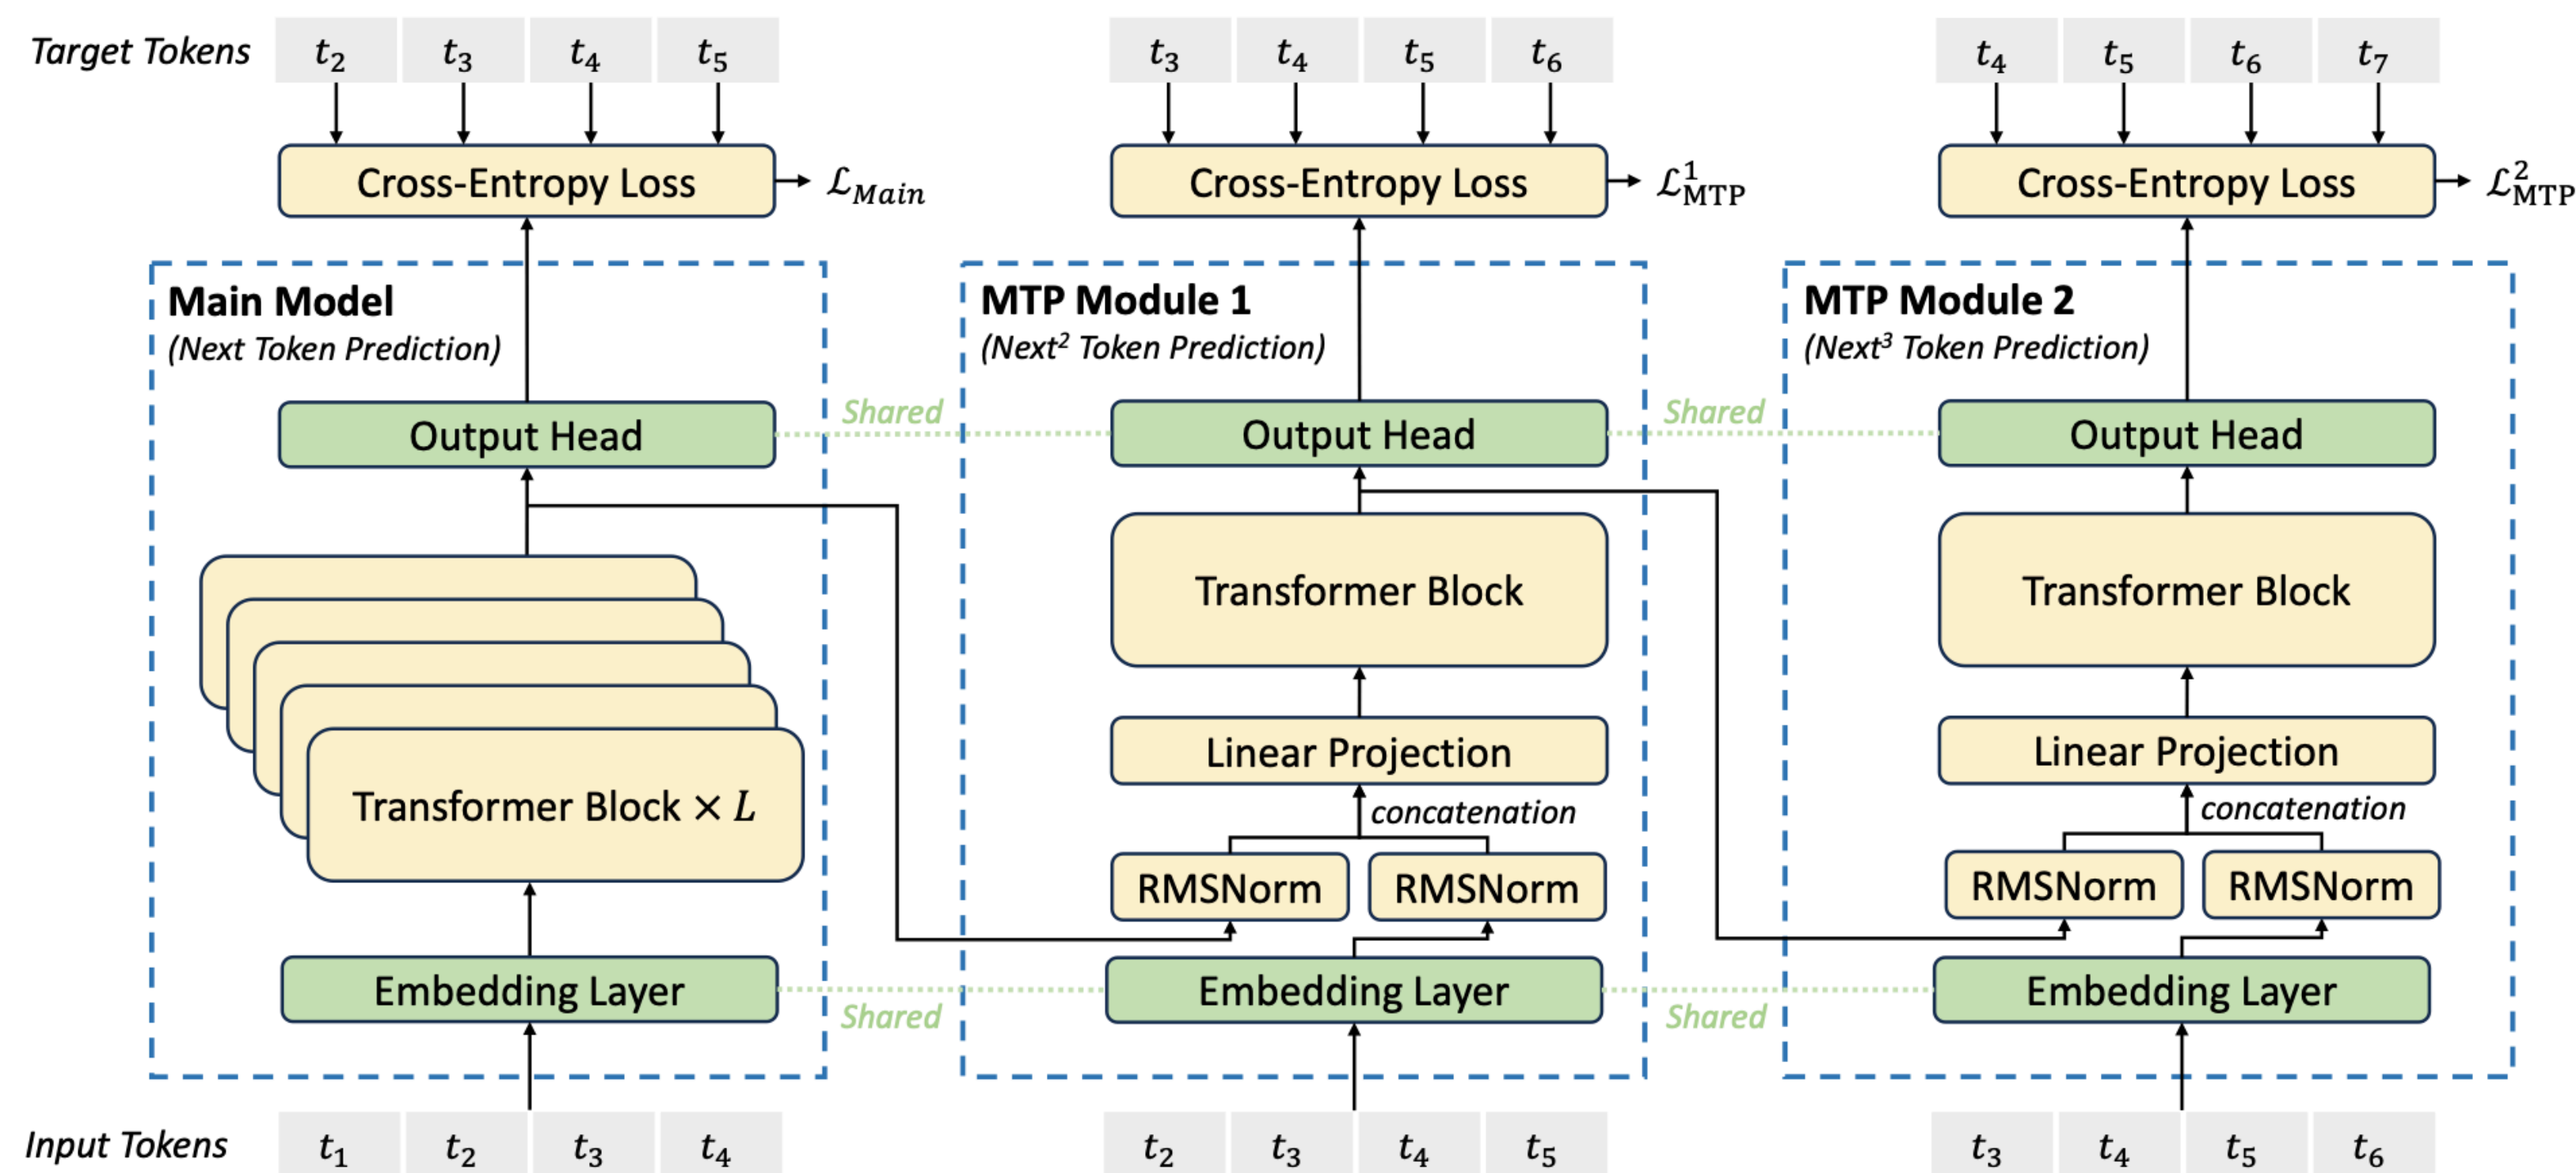 Target Tokens t₂ t₃ t₄ t₅ t₃ t₄ t₅ t₆ t₄ t₅ t₆ t₇
Cross-Entropy Loss ℒ_Main Cross-Entropy Loss ℒ¹_MTP Cross-Entropy Loss ℒ²_MTP
Main Model
(Next Token Prediction)
MTP Module 1
(Next² Token Prediction)
MTP Module 2
(Next³ Token Prediction)
Output Head Shared Output Head Shared Output Head
Transformer Block × L
Transformer Block
Transformer Block
Linear Projection
Linear Projection
concatenation
concatenation
RMSNorm RMSNorm
RMSNorm RMSNorm
Embedding Layer Shared Embedding Layer Shared Embedding Layer
Input Tokens t₁ t₂ t₃ t₄ t₂ t₃ t₄ t₅ t₃ t₄ t₅ t₆